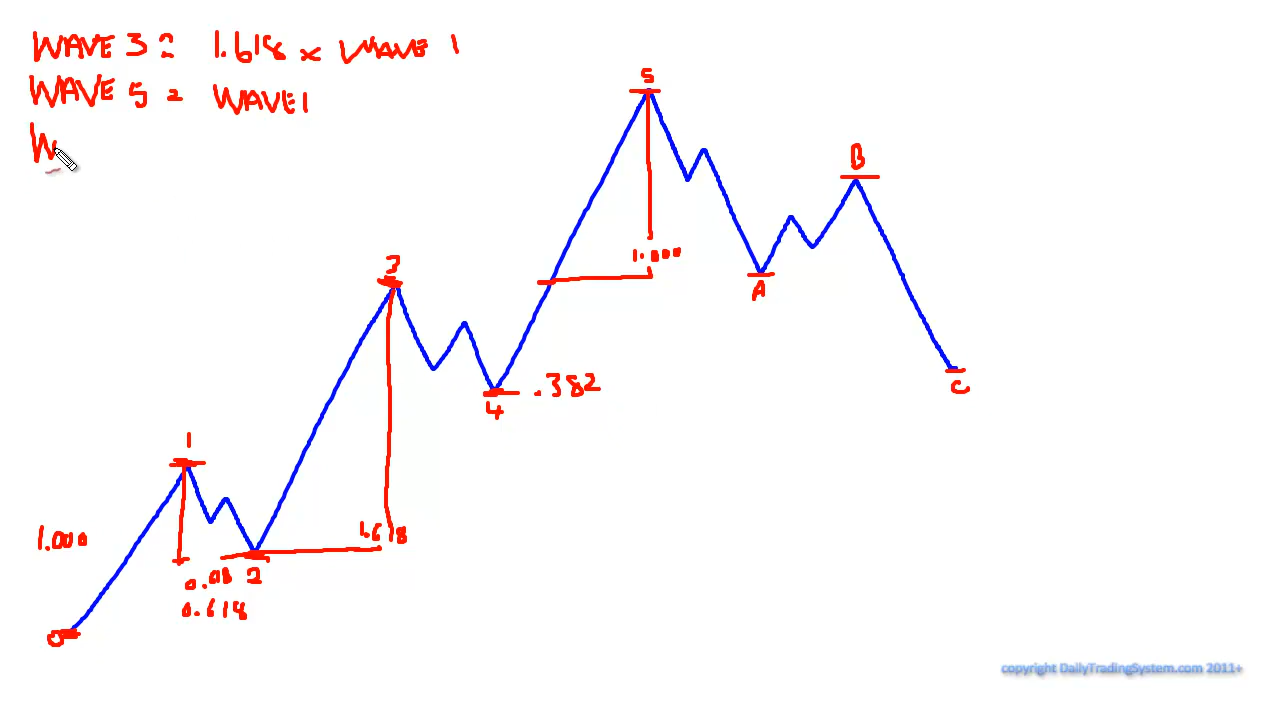 WAVE 3 = 1.618 x WAVE 1
WAVE 5 = WAVE 1
W
5
B
3
1.000
A
.382
4
C
1
1.000
1.618
2
0.618
0
copyright DailyTradingSystem.com 2011+